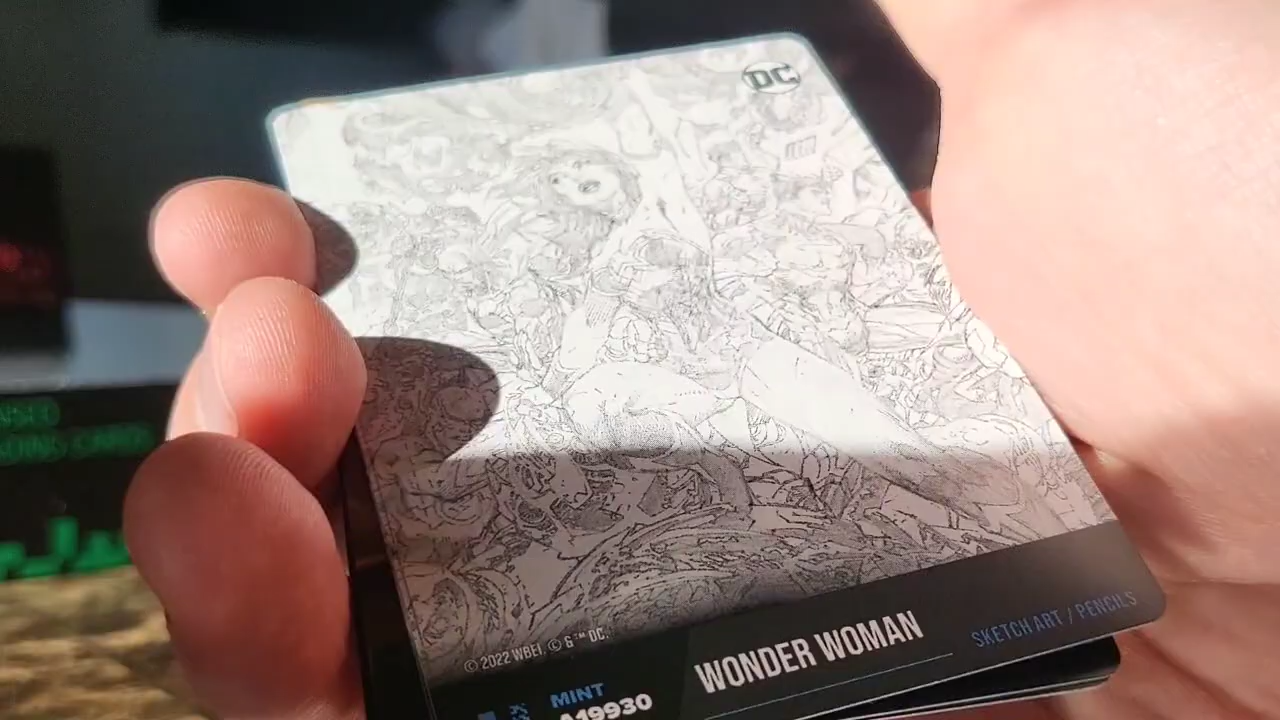 DC
© 2022 WBEI. © & ™ DC.
WONDER WOMAN
SKETCH ART / PENCILS
MINT
A19930